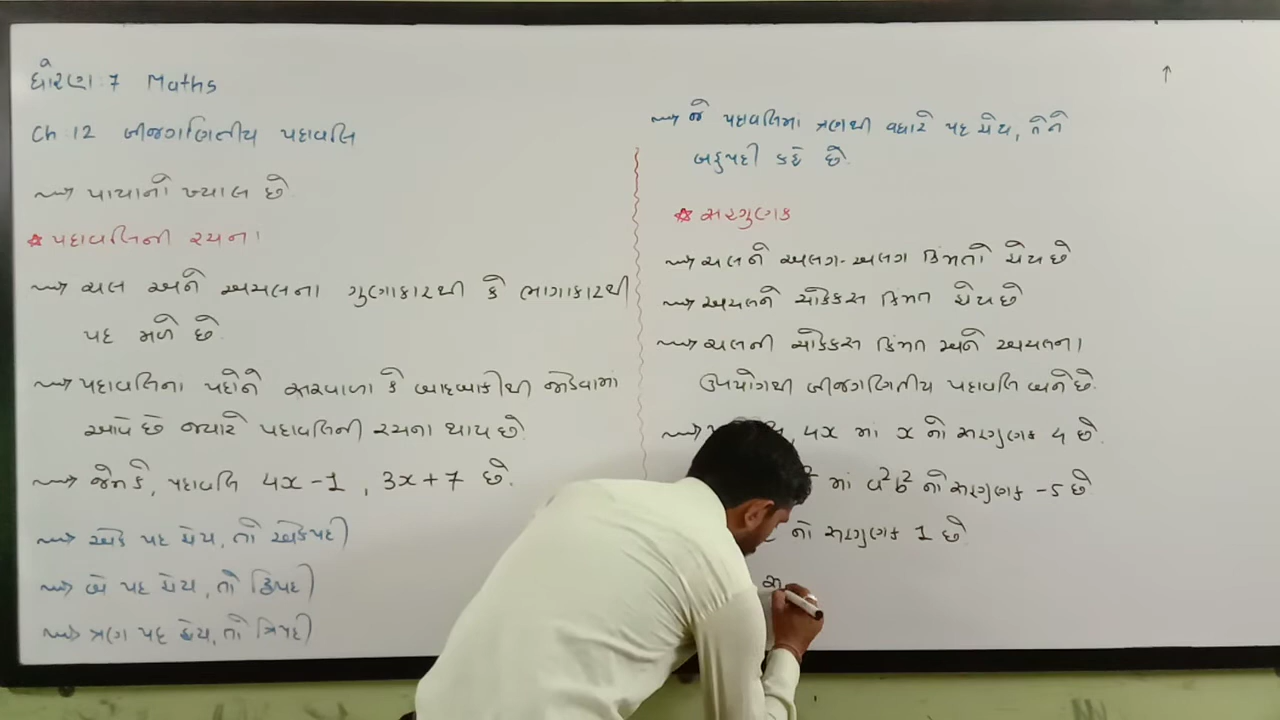 ધોરણ:7 Maths
Ch:12 બીજગણિતીય પદાવલિ
પાયાનો ખ્યાલ છે.
* પદાવલિની રચના
ચલ અને અચલના ગુણાકારથી કે ભાગાકારથી
પદ મળે છે.
પદાવલિના પદોને સરવાળા કે બાદબાકીથી જોડવામાં
આવે છે જ્યારે પદાવલિની રચના થાય છે.
જેમકે, પદાવલિ 4x-1, 3x+7 છે.
એક પદ હોય, તો એકપદી
બે પદ હોય, તો દ્વિપદી
ત્રણ પદ હોય, તો ત્રિપદી
જે પદાવલિમાં ત્રણથી વધારે પદ હોય, તેને
બહુપદી કહે છે.
* સહગુણક
ચલને અલગ-અલગ કિંમતો હોય છે
અચલને ચોક્કસ કિંમત હોય છે
ચલની ચોક્કસ કિંમત અને અચલના
ઉપયોગથી બીજગણિતીય પદાવલિ બને છે.
4x માં x નો સહગુણક 4 છે.
માં a²b² નો સહગુણક -5 છે
નો સહગુણક 1 છે.